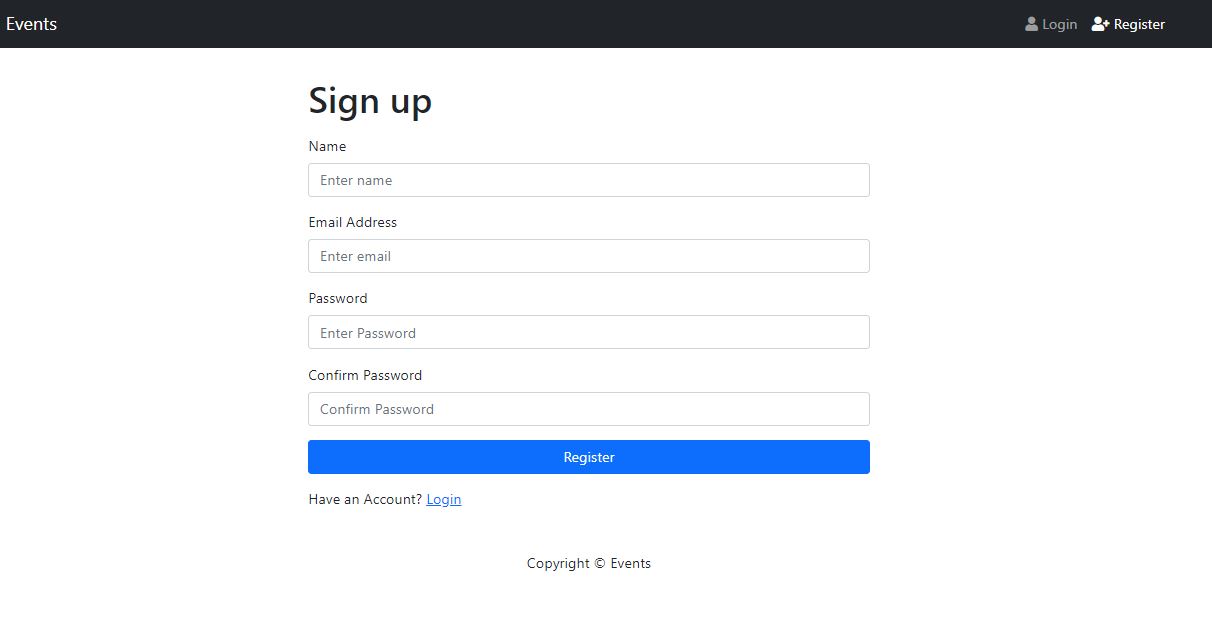 Events
Login
Register
Sign up
Name
Enter name
Email Address
Enter email
Password
Enter Password
Confirm Password
Confirm Password
Register
Have an Account? Login
Copyright © Events